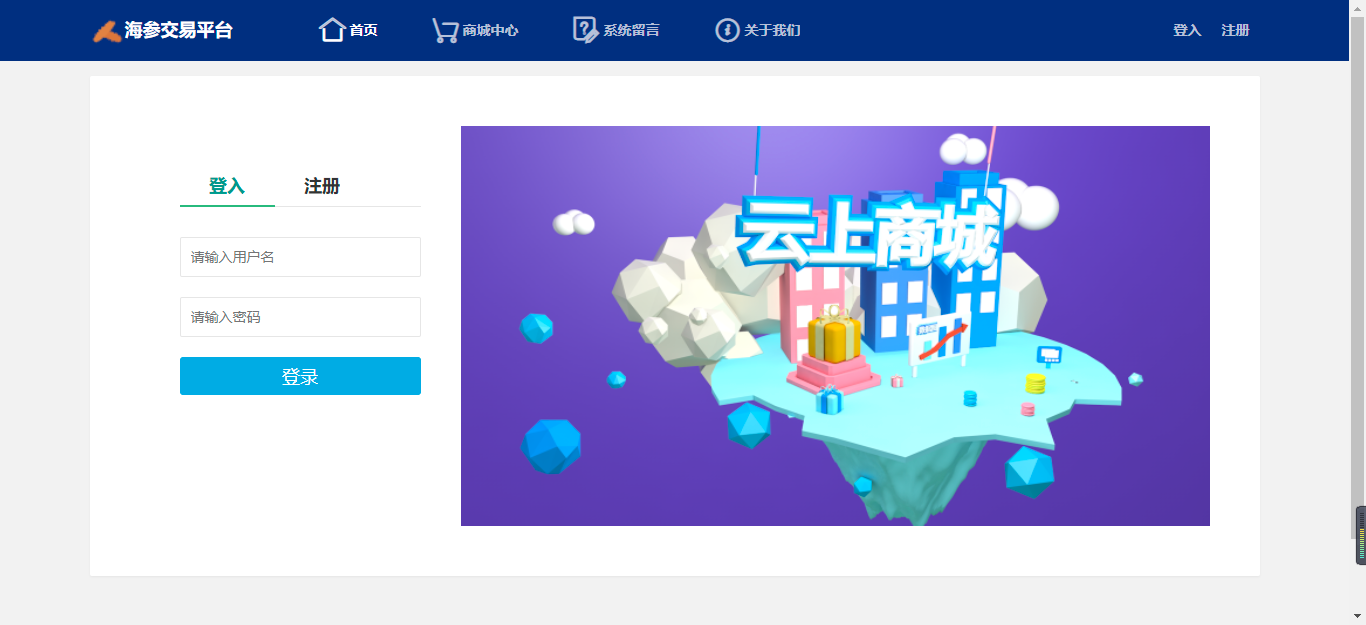 海参交易平台 首页 商城中心 系统留言 关于我们 登入 注册
登入 注册
请输入用户名
请输入密码
登录
云上商城